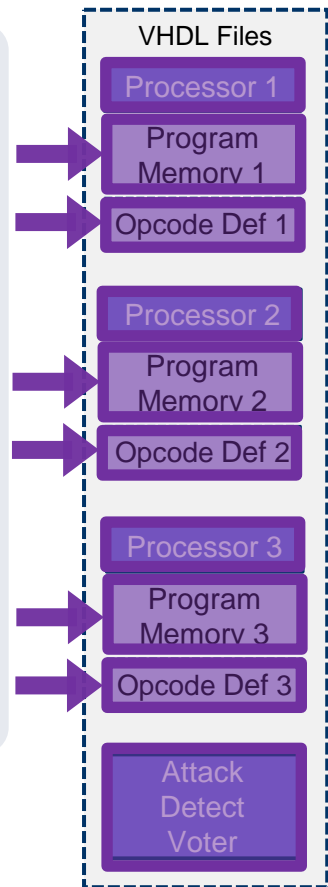 VHDL Files
Processor 1
Program
Memory 1
Opcode Def 1
Processor 2
Program
Memory 2
Opcode Def 2
Processor 3
Program
Memory 3
Opcode Def 3
Attack
Detect
Voter